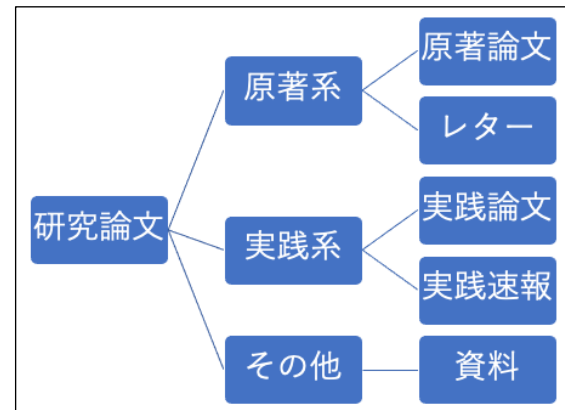 研究論文
原著系
原著論文
レター
実践系
実践論文
実践速報
その他
資料